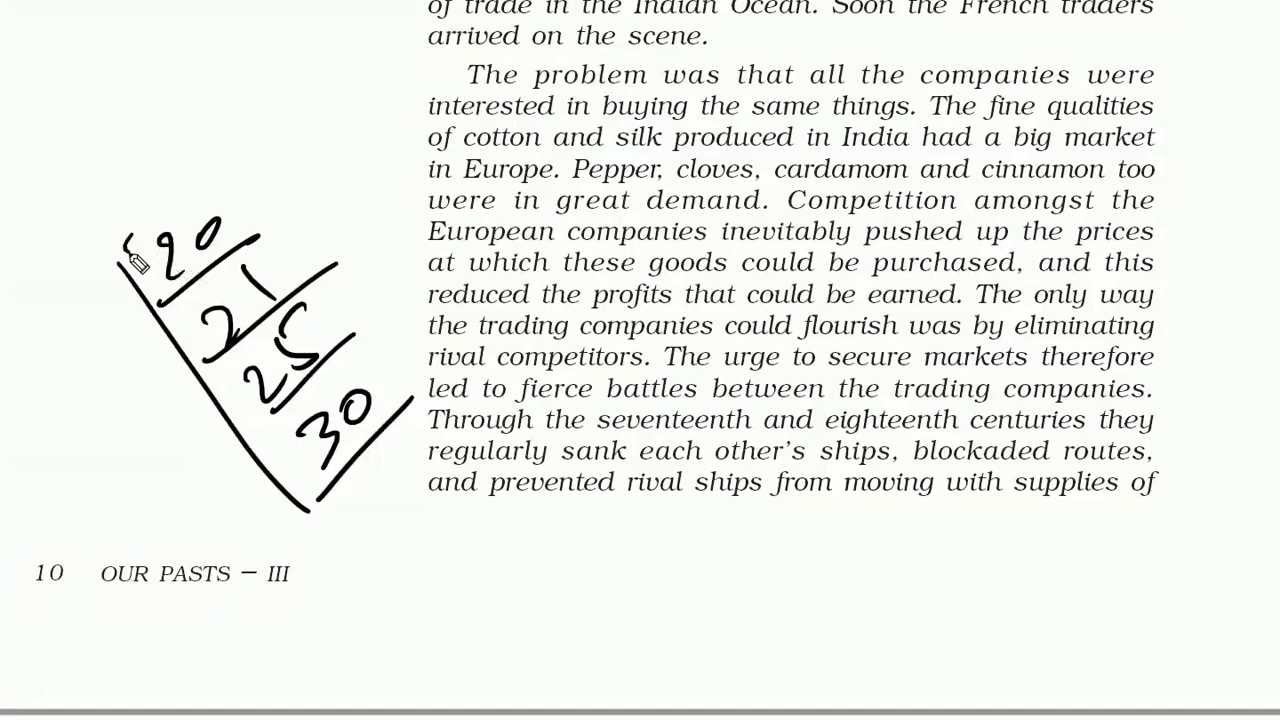 of trade in the Indian Ocean. Soon the French traders
arrived on the scene.
The problem was that all the companies were
interested in buying the same things. The fine qualities
of cotton and silk produced in India had a big market
in Europe. Pepper, cloves, cardamom and cinnamon too
were in great demand. Competition amongst the
European companies inevitably pushed up the prices
at which these goods could be purchased, and this
reduced the profits that could be earned. The only way
the trading companies could flourish was by eliminating
rival competitors. The urge to secure markets therefore
led to fierce battles between the trading companies.
Through the seventeenth and eighteenth centuries they
regularly sank each other's ships, blockaded routes,
and prevented rival ships from moving with supplies of
20
21
25
30
10 OUR PASTS – III